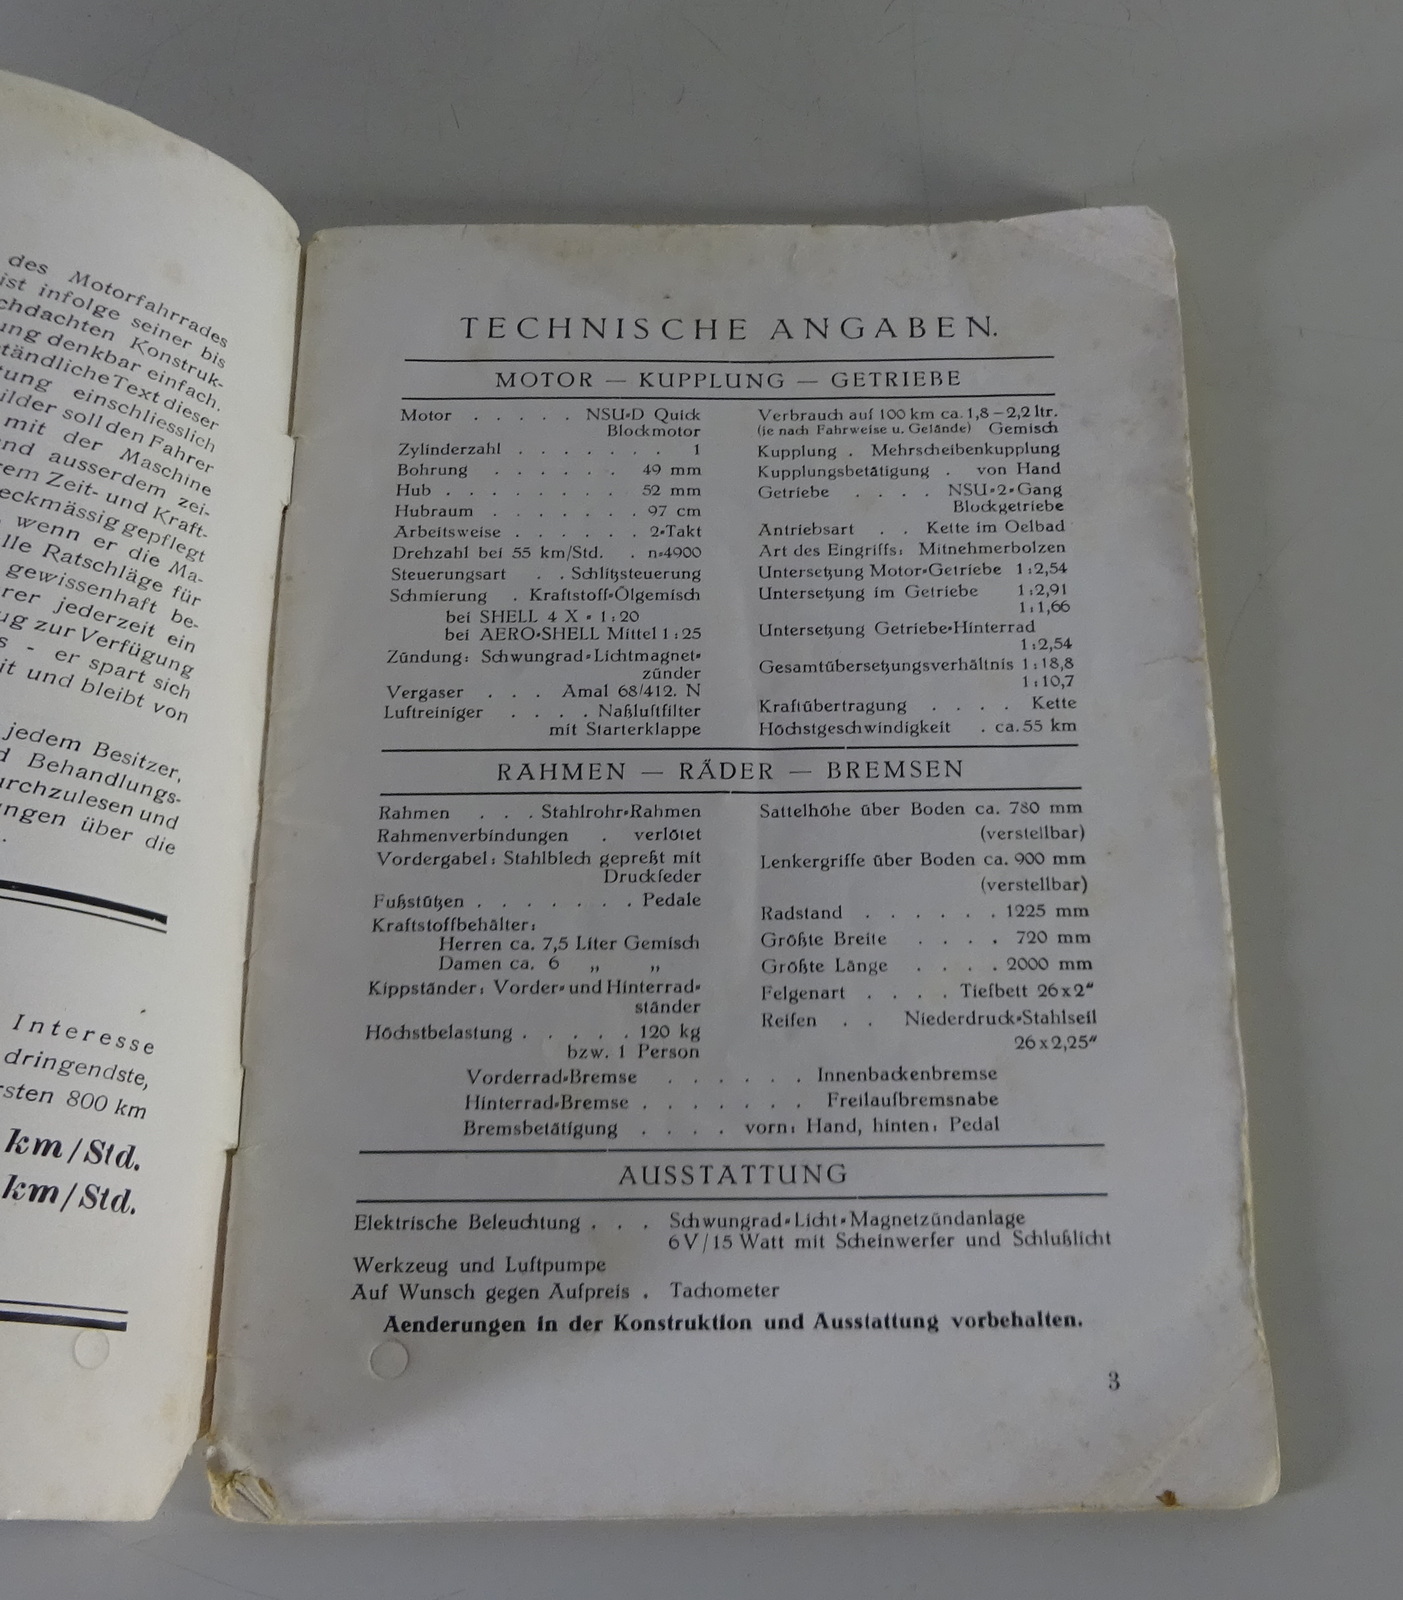 des Motorfahrrades
ist infolge seiner bis
chdachten Konstruk-
ung denkbar einfach.
tändliche Text dieser
tung einschliesslich
ilder soll den Fahrer
mit der Maschine
nd ausserdem zei-
rem Zeit- und Kraft-
eckmässig gepflegt
wenn er die Ma-
lle Ratschläge für
gewissenhaft be-
rer jederzeit ein
ug zur Verfügung
s - er spart sich
it und bleibt von
jedem Besitzer,
d Behandlungs-
urchzulesen und
ungen über die
Interesse
dringendste,
rsten 800 km
km/Std.
km/Std.
TECHNISCHE ANGABEN.
MOTOR — KUPPLUNG — GETRIEBE
Motor . . . . . NSU-D Quick
Blockmotor
Zylinderzahl . . . . . . . 1
Bohrung . . . . . . 49 mm
Hub . . . . . . . . 52 mm
Hubraum . . . . . . . 97 cm
Arbeitsweise . . . . . . 2-Takt
Drehzahl bei 55 km/Std. . n=4900
Steuerungsart . . Schlitzsteuerung
Schmierung . Kraftstoff-Ölgemisch
bei SHELL 4 X - 1:20
bei AERO-SHELL Mittel 1:25
Zündung: Schwungrad-Lichtmagnet-
zünder
Vergaser . . . Amal 68/412. N
Luftreiniger . . . . Naßluftfilter
mit Starterklappe
Verbrauch auf 100 km ca. 1,8–2,2 ltr.
(je nach Fahrweise u. Gelände) Gemisch
Kupplung . Mehrscheibenkupplung
Kupplungsbetätigung . von Hand
Getriebe . . . . NSU-2-Gang
Blockgetriebe
Antriebsart . . Kette im Oelbad
Art des Eingriffs: Mitnehmerbolzen
Untersetzung Motor-Getriebe 1:2,54
Untersetzung im Getriebe 1:2,91
1:1,66
Untersetzung Getriebe-Hinterrad
1:2,54
Gesamtübersetzungsverhältnis 1:18,8
1:10,7
Kraftübertragung . . . . Kette
Höchstgeschwindigkeit . ca. 55 km
RAHMEN — RÄDER — BREMSEN
Rahmen . . . Stahlrohr-Rahmen
Rahmenverbindungen . verlötet
Vordergabel: Stahlblech gepreßt mit
Druckfeder
Fußstützen . . . . . . . Pedale
Kraftstoffbehälter:
Herren ca. 7,5 Liter Gemisch
Damen ca. 6 „ „
Kippständer: Vorder- und Hinterrad-
ständer
Höchstbelastung . . . . . 120 kg
bzw. 1 Person
Sattelhöhe über Boden ca. 780 mm
(verstellbar)
Lenkergriffe über Boden ca. 900 mm
(verstellbar)
Radstand . . . . . . 1225 mm
Größte Breite . . . . 720 mm
Größte Länge . . . . 2000 mm
Felgenart . . . . Tiefbett 26x2"
Reifen . . Niederdruck-Stahlseil
26x2,25"
Vorderrad-Bremse . . . . . . Innenbackenbremse
Hinterrad-Bremse . . . . . . . Freilaufbremsnabe
Bremsbetätigung . . . . vorn: Hand, hinten: Pedal
AUSSTATTUNG
Elektrische Beleuchtung . . . Schwungrad-Licht-Magnetzündanlage
6 V/15 Watt mit Scheinwerfer und Schlußlicht
Werkzeug und Luftpumpe
Auf Wunsch gegen Aufpreis . Tachometer
Aenderungen in der Konstruktion und Ausstattung vorbehalten.
3